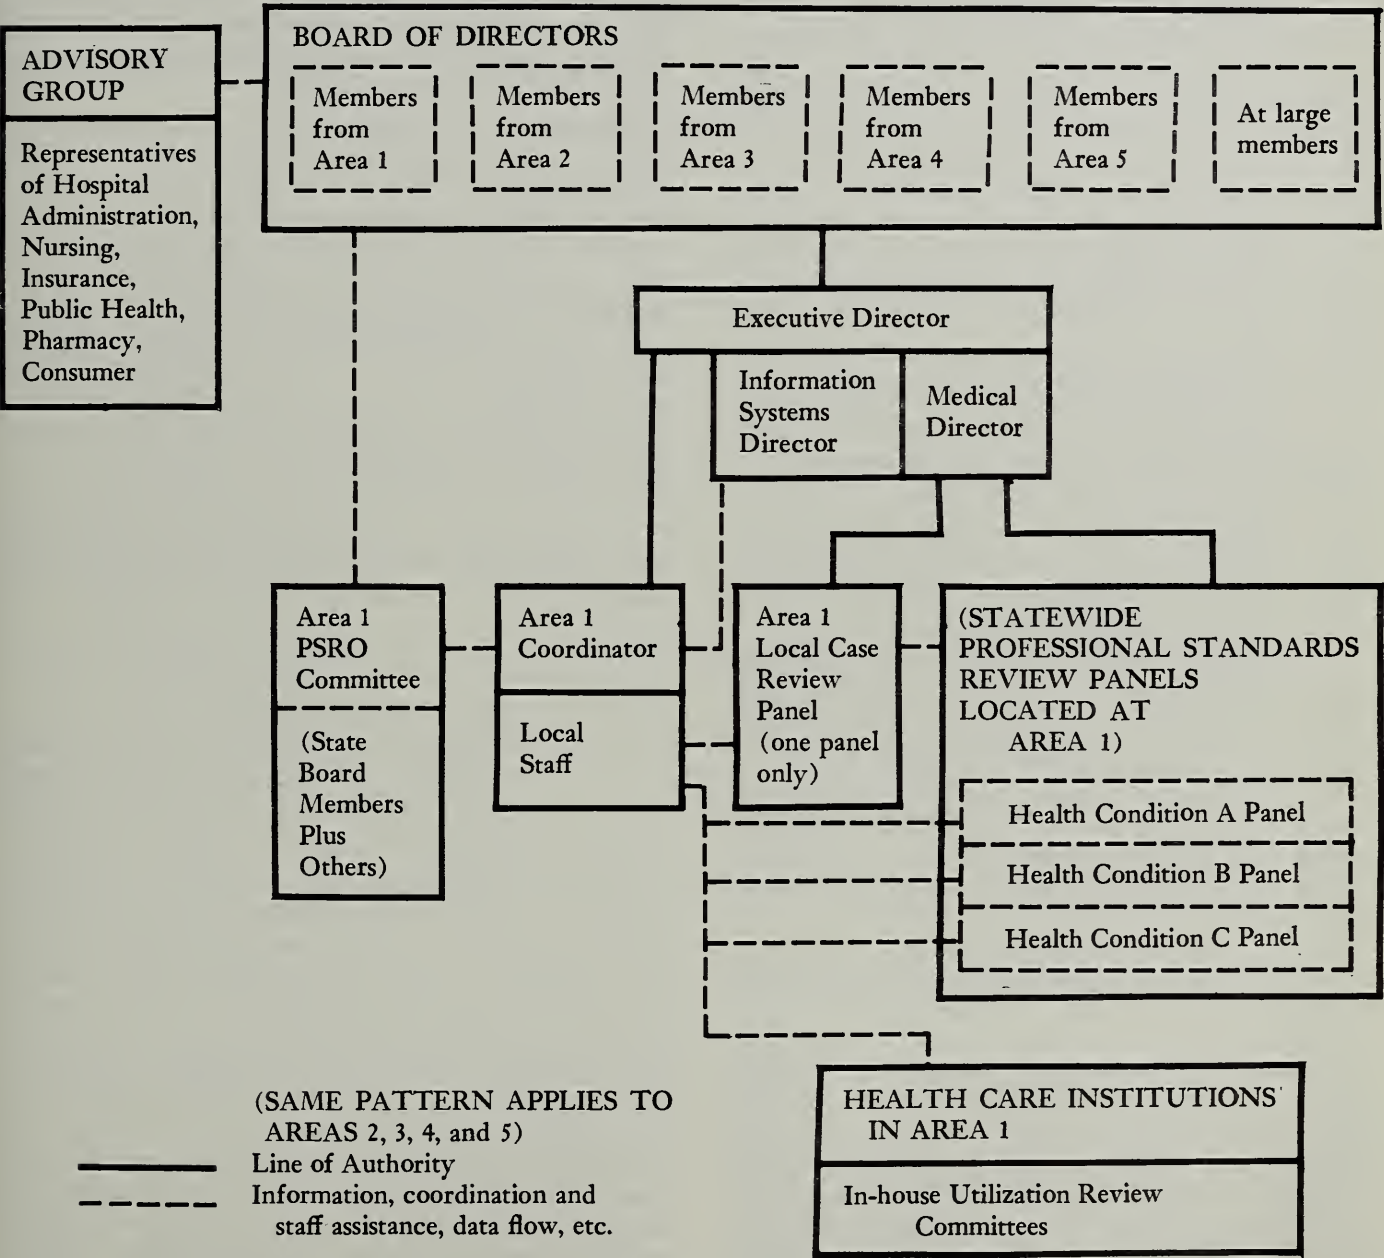 ADVISORY
GROUP
Representatives
of Hospital
Administration,
Nursing,
Insurance,
Public Health,
Pharmacy,
Consumer
BOARD OF DIRECTORS
Members
from
Area 1
Members
from
Area 2
Members
from
Area 3
Members
from
Area 4
Members
from
Area 5
At large
members
Executive Director
Information
Systems
Director
Medical
Director
Area 1
PSRO
Committee
(State
Board
Members
Plus
Others)
Area 1
Coordinator
Local
Staff
Area 1
Local Case
Review
Panel
(one panel
only)
(STATEWIDE
PROFESSIONAL STANDARDS
REVIEW PANELS
LOCATED AT
AREA 1)
Health Condition A Panel
Health Condition B Panel
Health Condition C Panel
HEALTH CARE INSTITUTIONS
IN AREA 1
In-house Utilization Review
Committees
(SAME PATTERN APPLIES TO
AREAS 2, 3, 4, and 5)
Line of Authority
Information, coordination and
staff assistance, data flow, etc.